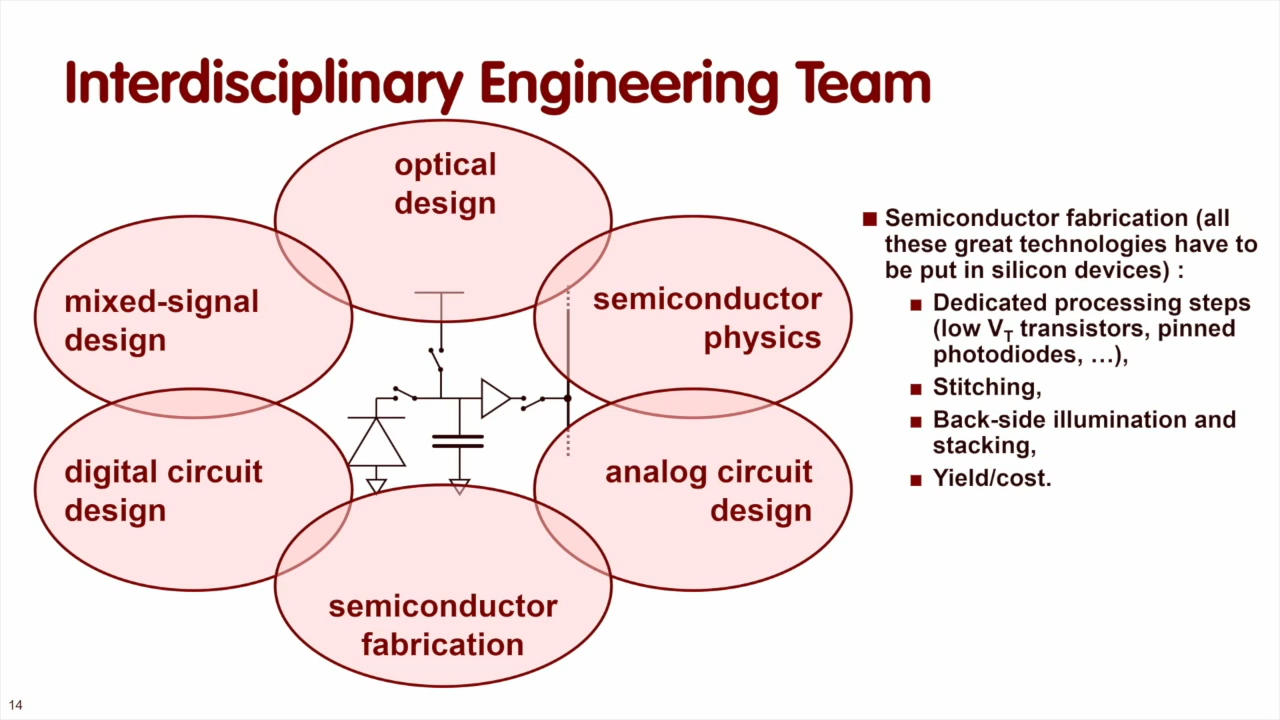 Interdisciplinary Engineering Team
optical
design
mixed-signal
design
semiconductor
physics
digital circuit
design
analog circuit
design
semiconductor
fabrication
■ Semiconductor fabrication (all
these great technologies have to
be put in silicon devices) :
■ Dedicated processing steps
(low VT transistors, pinned
photodiodes, …),
■ Stitching,
■ Back-side illumination and
stacking,
■ Yield/cost.
14